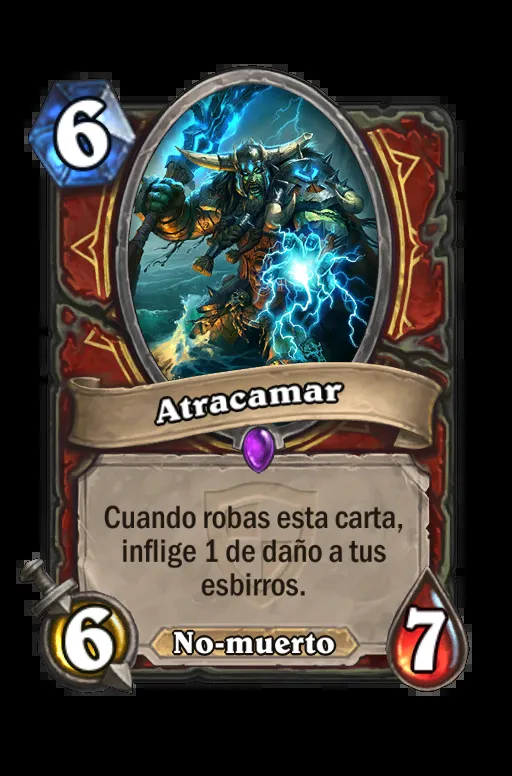 6
Atracamar
Cuando robas esta carta,
inflige 1 de daño a tus
esbirros.
6
No-muerto
7